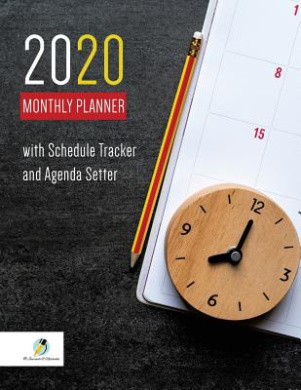 2020
MONTHLY PLANNER
with Schedule Tracker
and Agenda Setter
1
8
15
12
9
3
6